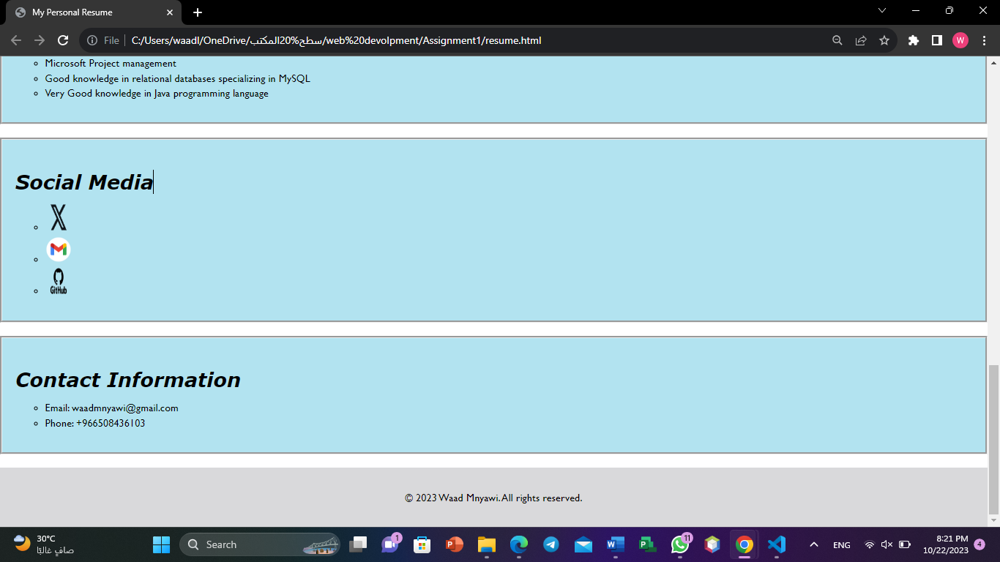 My Personal Resume
File
C:/Users/waadl/OneDrive/سطح%20المكتب/web%20devolpment/Assignment1/resume.html
W
Microsoft Project management
Good knowledge in relational databases specializing in MySQL
Very Good knowledge in Java programming language
Social Media
GitHub
Contact Information
Email: waadmnyawi@gmail.com
Phone: +966508436103
© 2023 Waad Mnyawi. All rights reserved.
30°C
صافٍ غالبًا
Search
1
11
ENG
8:21 PM
10/22/2023
4